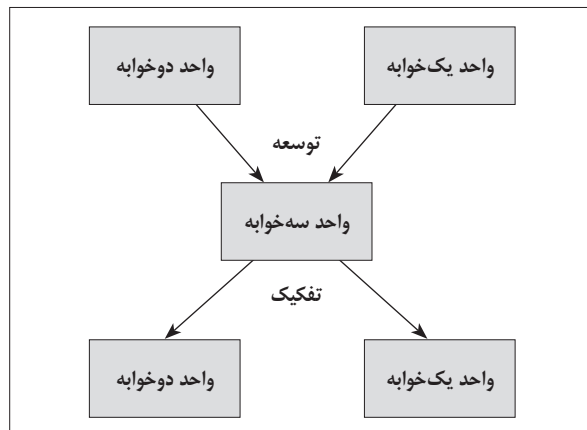 واحد یک‌خوابه
واحد دوخوابه
توسعه
واحد سه‌خوابه
تفکیک
واحد یک‌خوابه
واحد دوخوابه